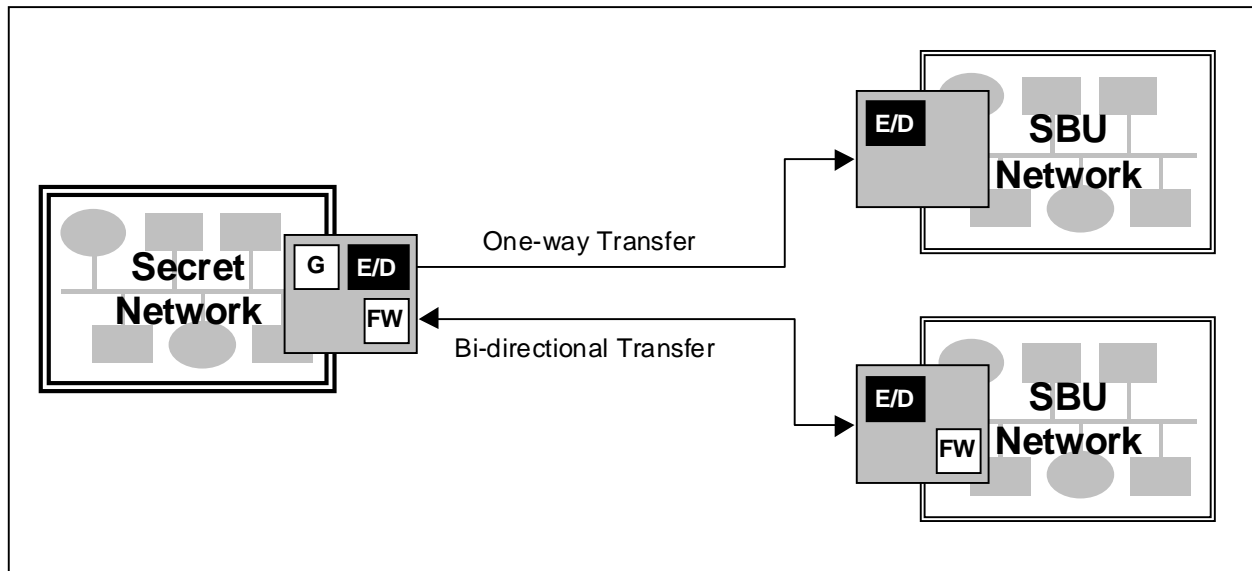 E/D
SBU
Network
Secret
Network
G
E/D
FW
One-way Transfer
Bi-directional Transfer
E/D
FW
SBU
Network